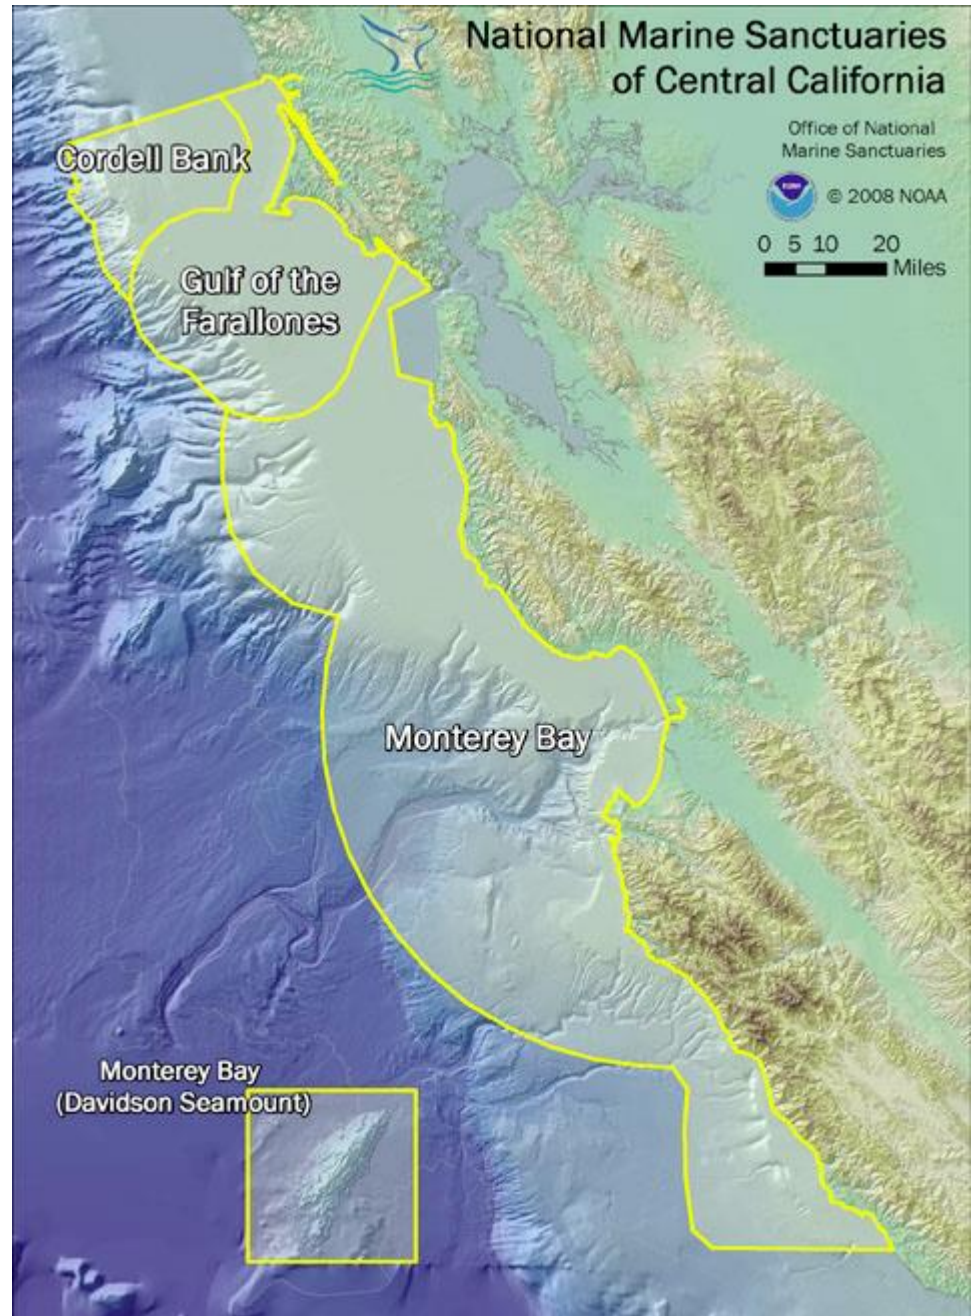 National Marine Sanctuaries
of Central California
Office of National
Marine Sanctuaries
© 2008 NOAA
0 5 10 20
Miles
Cordell Bank
Gulf of the
Farallones
Monterey Bay
Monterey Bay
(Davidson Seamount)